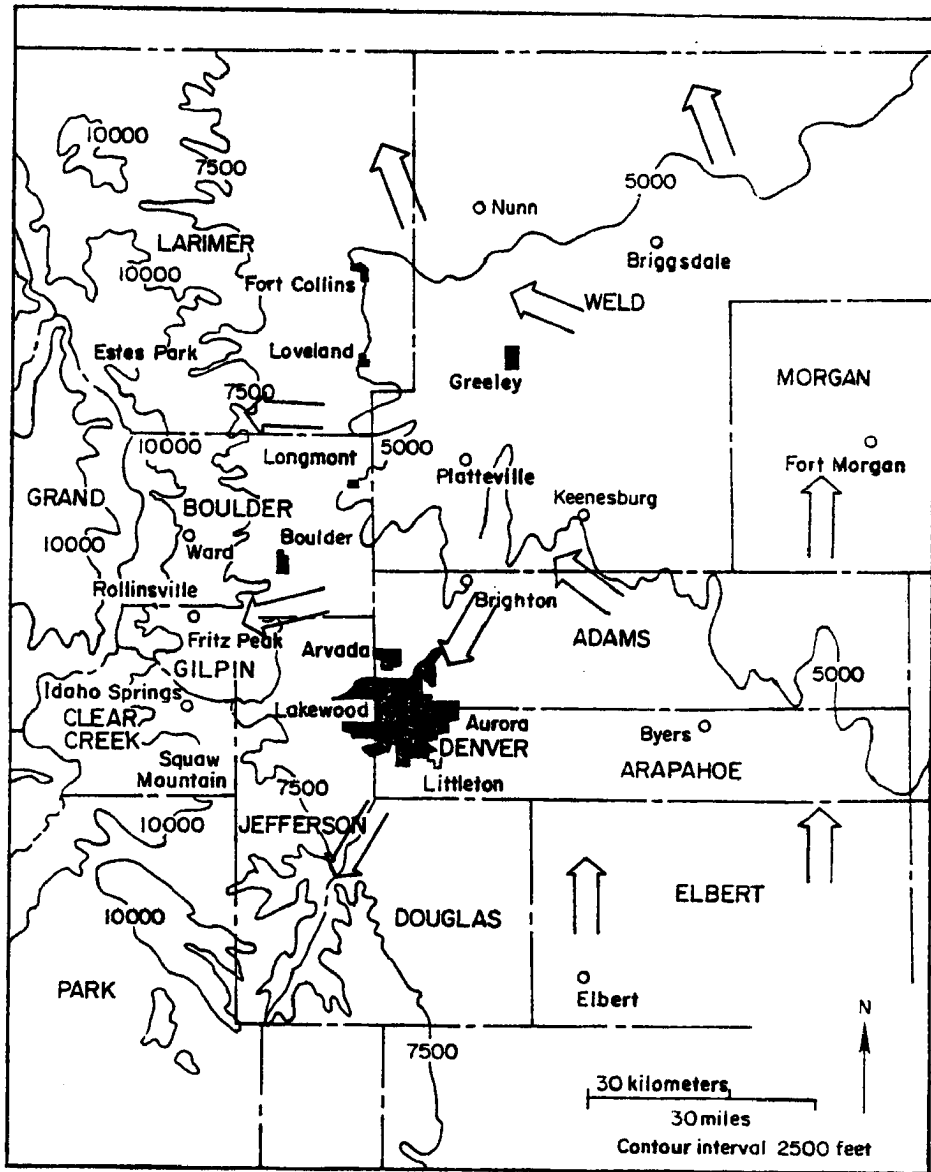 10000
7500
5000
Nunn
LARIMER
Briggsdale
10000
Fort Collins
WELD
Estes Park
Loveland
MORGAN
7500
Greeley
10000
5000
Longmont
Platteville
Fort Morgan
GRAND
BOULDER
Keenesburg
10000
Ward
Boulder
Rollinsville
Brighton
Fritz Peak
ADAMS
Arvada
GILPIN
5000
Idaho Springs
Lakewood
Aurora
CLEAR
CREEK
Byers
DENVER
Squaw
Mountain
Littleton
ARAPAHOE
7500
10000
JEFFERSON
10000
DOUGLAS
ELBERT
PARK
Elbert
N
7500
30 kilometers
30 miles
Contour interval 2500 feet